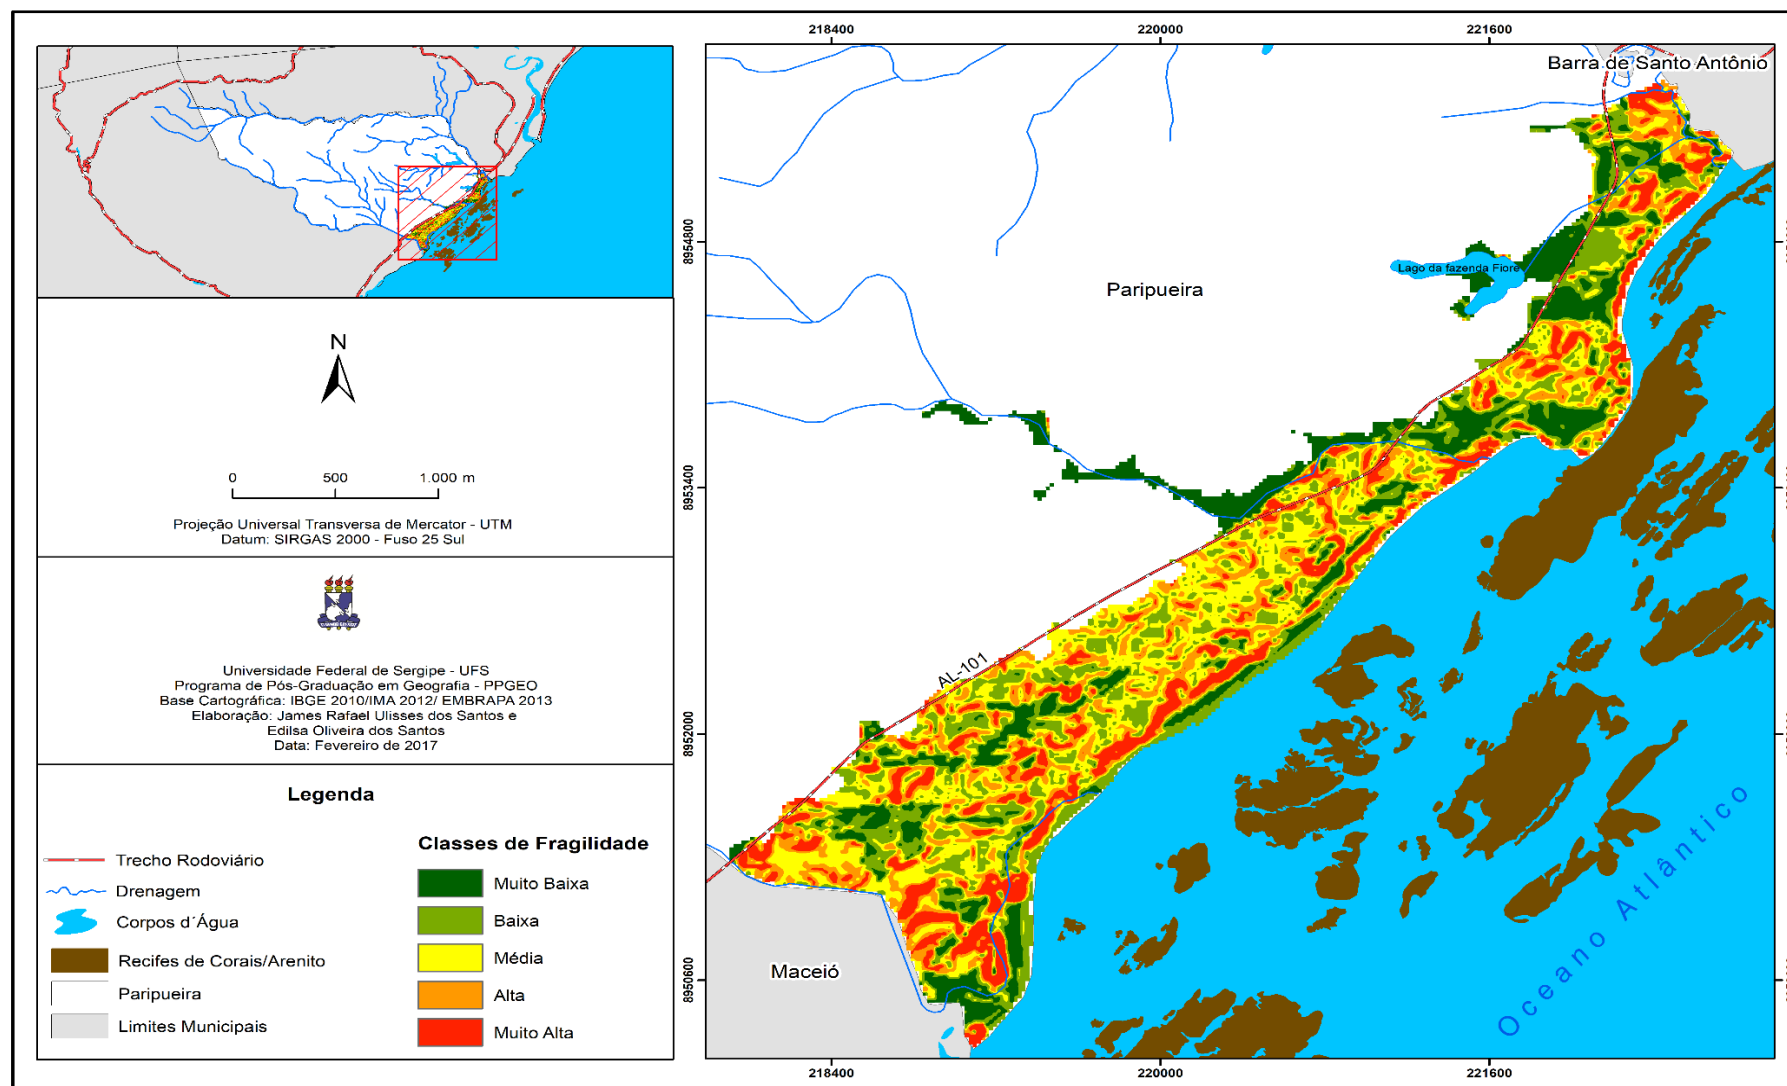 218400
220000
221600
Barra de Santo Antônio
8954800
Lago da fazenda Fiore
Paripueira
N
0 500 1.000 m
8953400
Projeção Universal Transversa de Mercator - UTM
Datum: SIRGAS 2000 - Fuso 25 Sul
Universidade Federal de Sergipe - UFS
Programa de Pós-Graduação em Geografia - PPGEO
Base Cartográfica: IBGE 2010/IMA 2012/ EMBRAPA 2013
Elaboração: James Rafael Ulisses dos Santos e
Edilsa Oliveira dos Santos
Data: Fevereiro de 2017
AL-101
8952000
Legenda
Trecho Rodoviário
Drenagem
Corpos d´Água
Recifes de Corais/Arenito
Paripueira
Limites Municipais
Classes de Fragilidade
Muito Baixa
Baixa
Média
Alta
Muito Alta
Maceió
8950600
Oceano Atlântico
218400
220000
221600